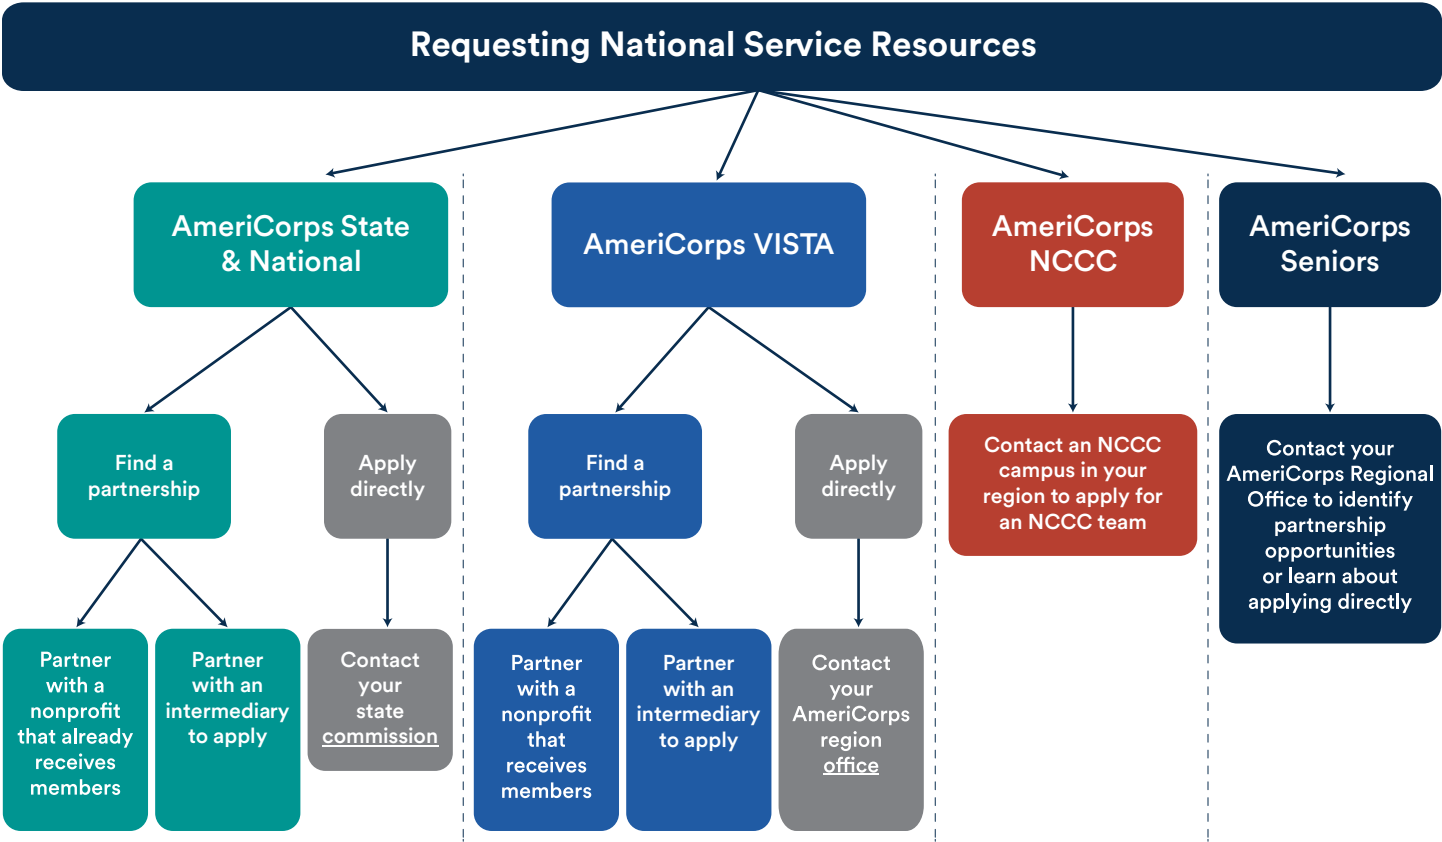 Requesting National Service Resources
AmeriCorps State
& National
AmeriCorps VISTA
AmeriCorps
NCCC
AmeriCorps
Seniors
Find a
partnership
Apply
directly
Find a
partnership
Apply
directly
Contact an NCCC
campus in your
region to apply for
an NCCC team
Contact your
AmeriCorps Regional
Office to identify
partnership
opportunities
or learn about
applying directly
Partner
with a
nonprofit
that already
receives
members
Partner
with an
intermediary
to apply
Contact
your
state
commission
Partner
with a
nonprofit
that
receives
members
Partner
with an
intermediary
to apply
Contact
your
AmeriCorps
region
office